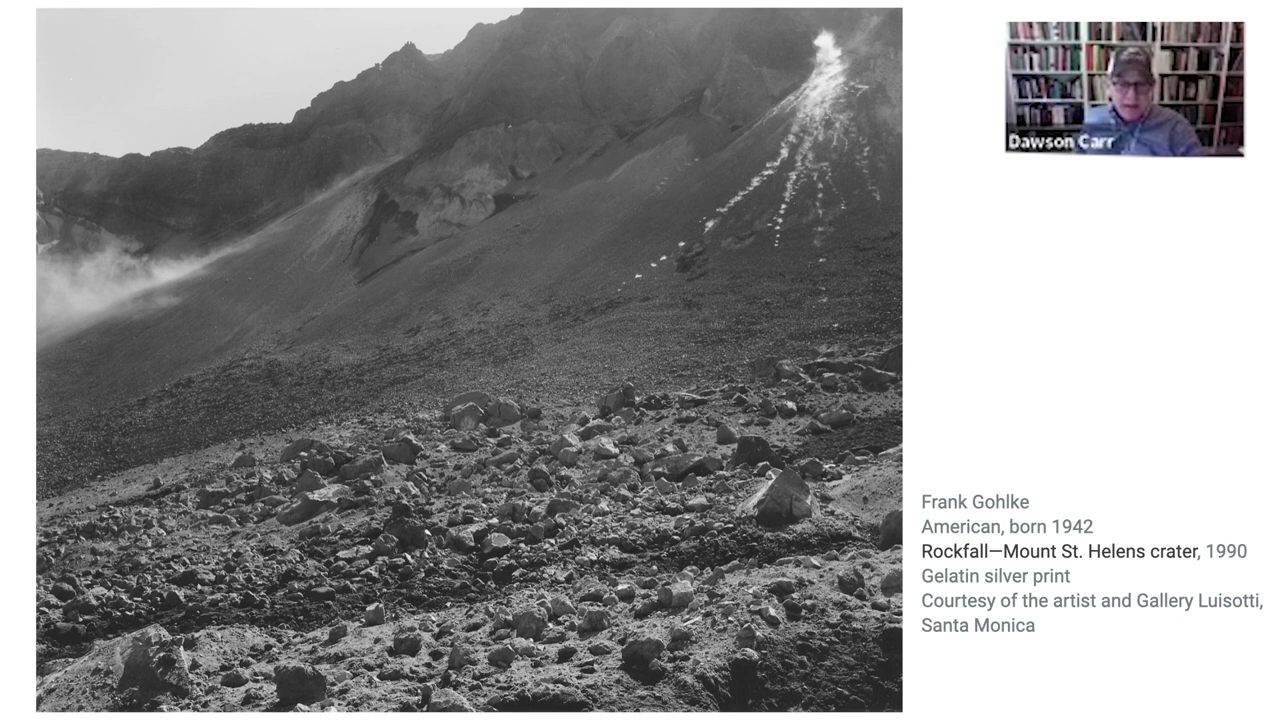 Dawson Carr
Frank Gohlke
American, born 1942
Rockfall—Mount St. Helens crater, 1990
Gelatin silver print
Courtesy of the artist and Gallery Luisotti,
Santa Monica